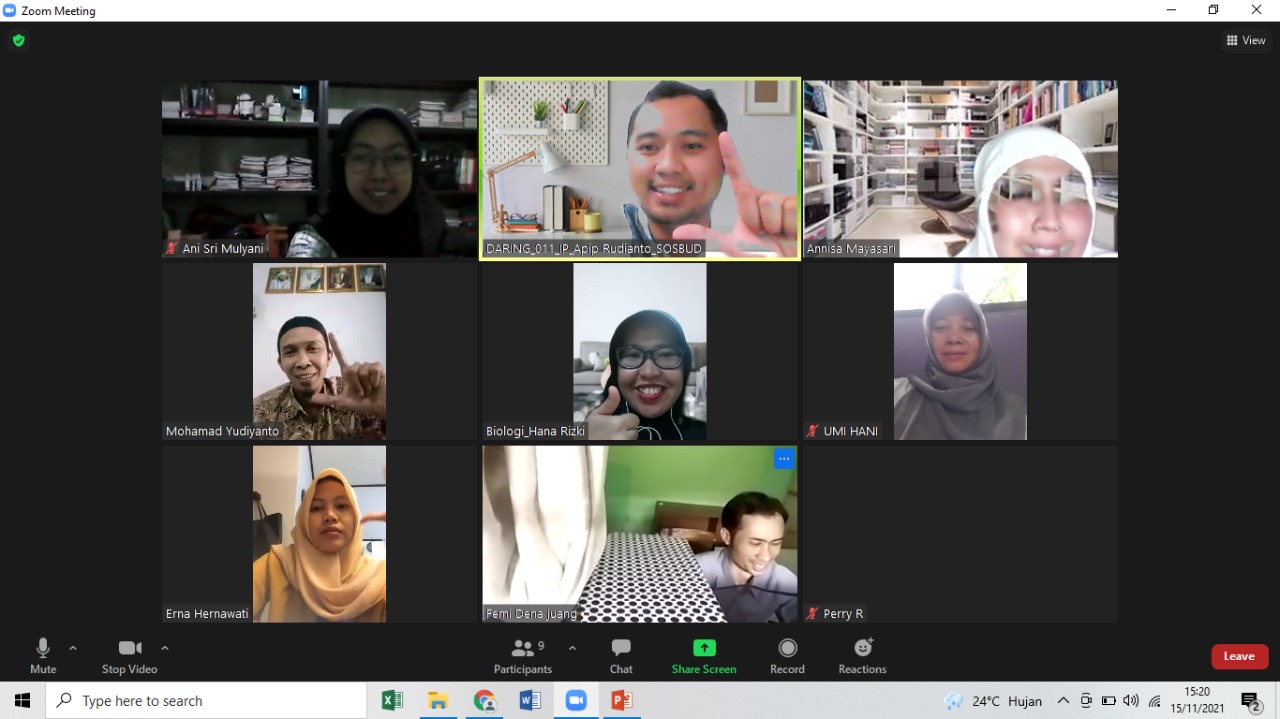 Zoom Meeting
View
Ani Sri Mulyani
DARING_011_IP_Apip Rudianto_SOSBUD
Annisa Mayasari
Mohamad Yudiyanto
Biologi_Hana Rizki
UMI HANI
Erna Hernawati
Femi Dena juang
Perry R
Mute
Stop Video
9
Participants
Chat
Share Screen
Record
Reactions
Leave
Type here to search
24°C Hujan
15:20
15/11/2021
2